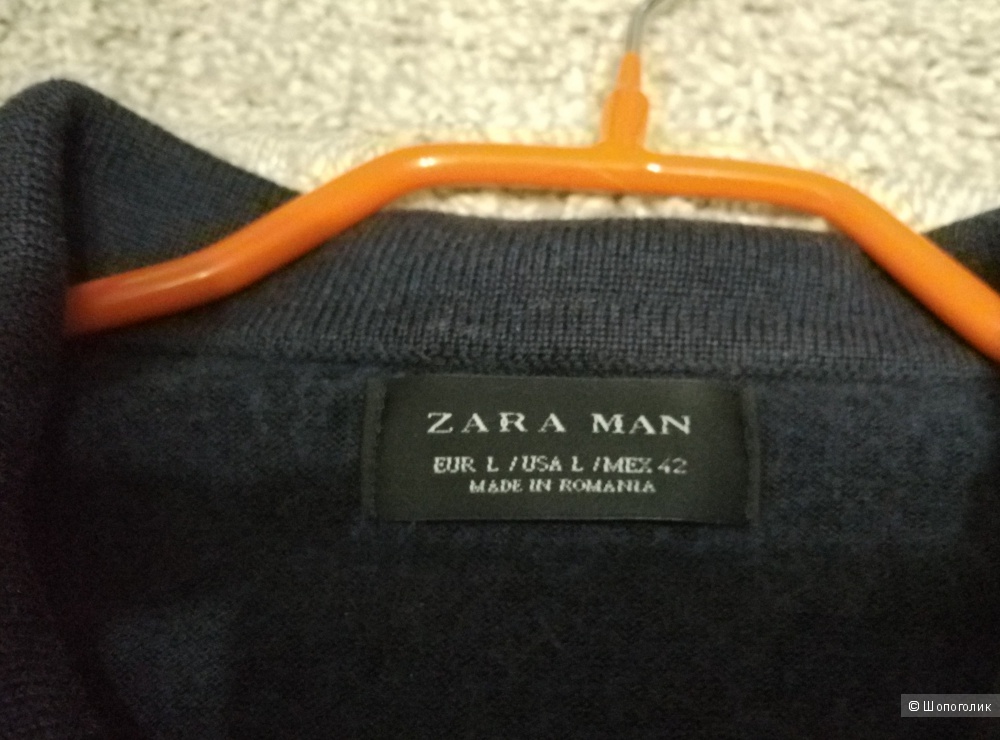 ZARA MAN
EUR L /USA L /MEX 42
MADE IN ROMANIA
© Шопоголик